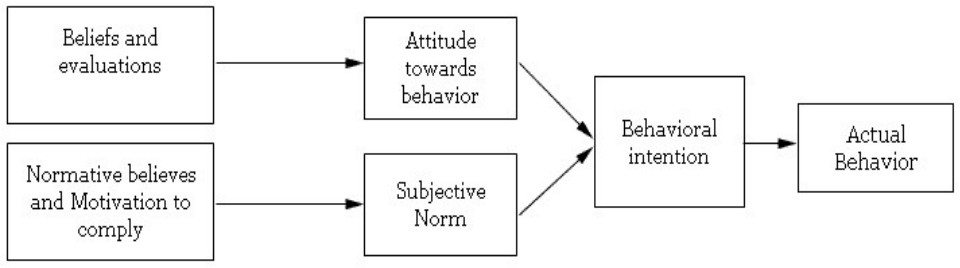 Beliefs and
evaluations
Attitude
towards
behavior
Normative believes
and Motivation to
comply
Subjective
Norm
Behavioral
intention
Actual
Behavior